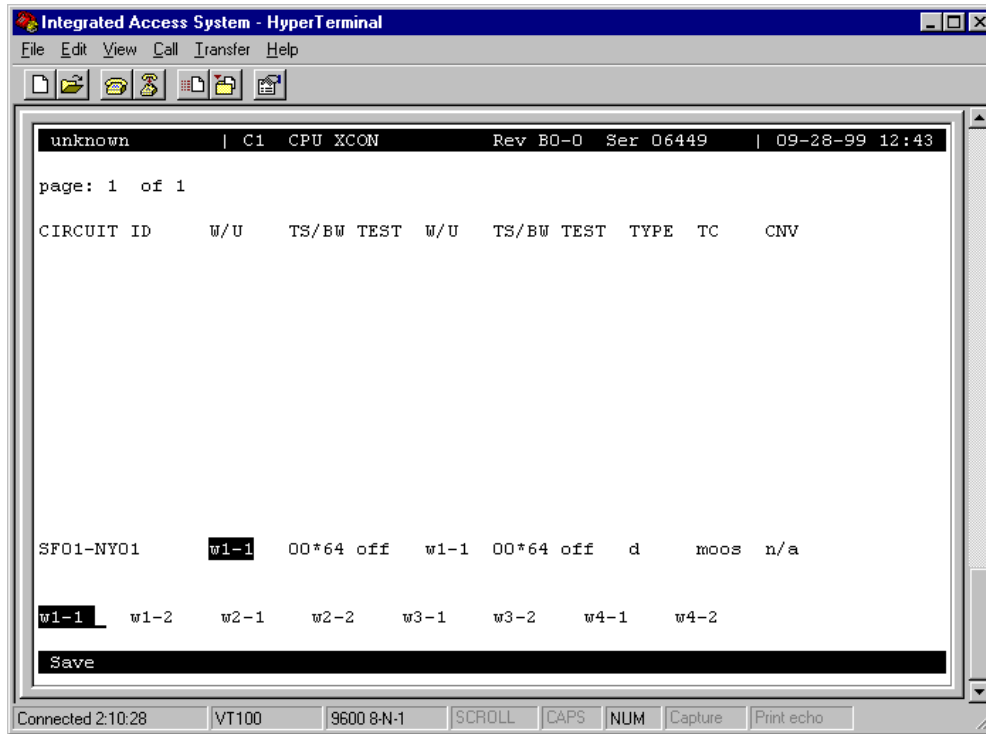 Integrated Access System - HyperTerminal
File Edit View Call Transfer Help
unknown | C1 CPU XCON Rev B0-0 Ser 06449 | 09-28-99 12:43
page: 1 of 1
CIRCUIT ID W/U TS/BW TEST W/U TS/BW TEST TYPE TC CNV
SF01-NY01 w1-1 00*64 off w1-1 00*64 off d moos n/a
w1-1 w1-2 w2-1 w2-2 w3-1 w3-2 w4-1 w4-2
Save
Connected 2:10:28 VT100 9600 8-N-1 SCROLL CAPS NUM Capture Print echo